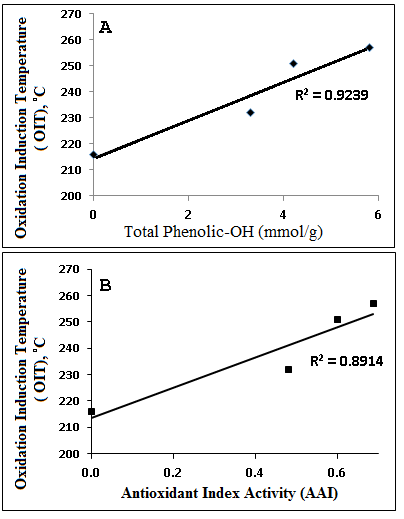 A
Oxidation Induction Temperature
( OIT), °C
270
260
250
240
230
220
210
200
R² = 0.9239
0 2 4 6
Total Phenolic-OH (mmol/g)
B
Oxidation Induction Temperature
( OIT), °C
270
260
250
240
230
220
210
200
R² = 0.8914
0.0 0.2 0.4 0.6
Antioxidant Index Activity (AAI)